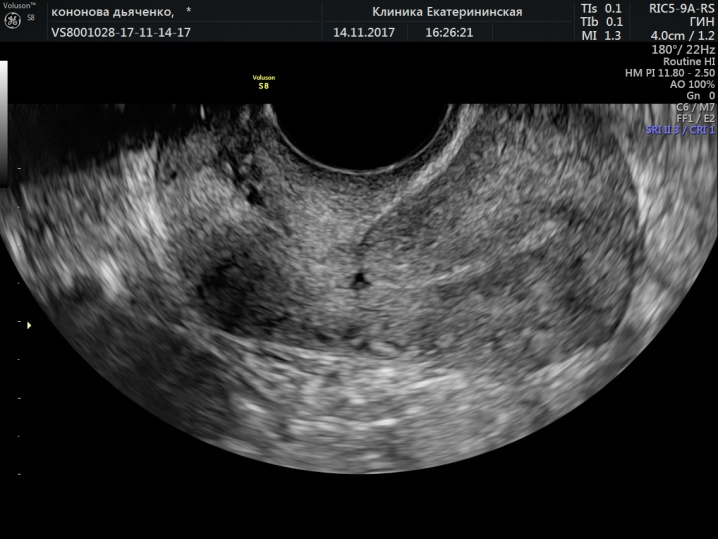 Voluson™
GE
S8
кононова дьяченко, *
VS8001028-17-11-14-17
Клиника Екатерининская
14.11.2017 16:26:21
TIs 0.1
TIb 0.1
MI 1.3
RIC5-9A-RS
ГИН
4.0cm / 1.2
180°/ 22Hz
Routine HI
HM PI 11.80 - 2.50
AO 100%
Gn 0
C6 / M7
FF1 / E2
SRI II 3 / CRI 1
Voluson
S8